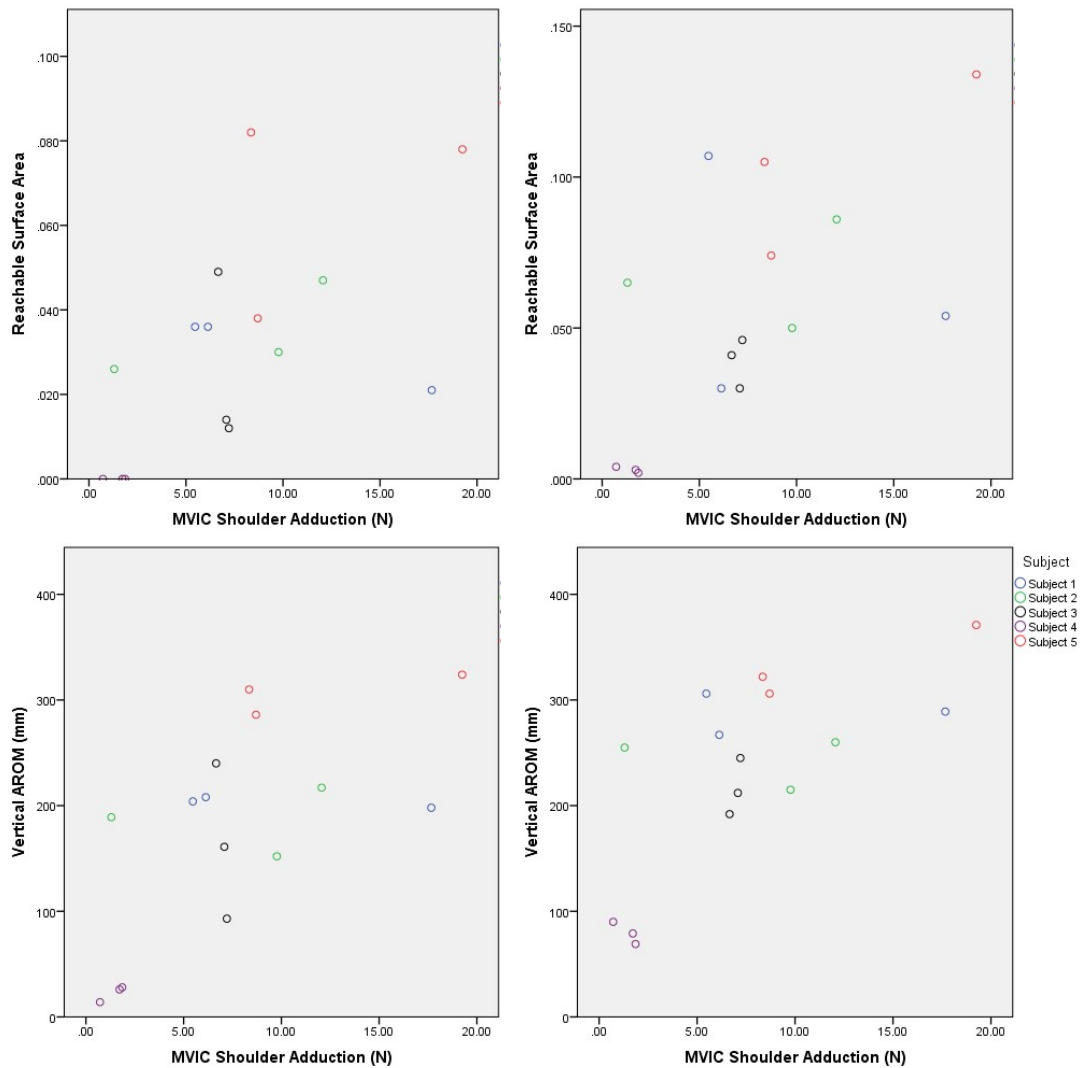 .100
.080
.060
.040
.020
.000
Reachable Surface Area
.00 5.00 10.00 15.00 20.00
MVIC Shoulder Adduction (N)
.150
.100
.050
.000
Reachable Surface Area
.00 5.00 10.00 15.00 20.00
MVIC Shoulder Adduction (N)
400
300
200
100
0
Vertical AROM (mm)
.00 5.00 10.00 15.00 20.00
MVIC Shoulder Adduction (N)
400
300
200
100
0
Vertical AROM (mm)
.00 5.00 10.00 15.00 20.00
MVIC Shoulder Adduction (N)
Subject
Subject 1
Subject 2
Subject 3
Subject 4
Subject 5